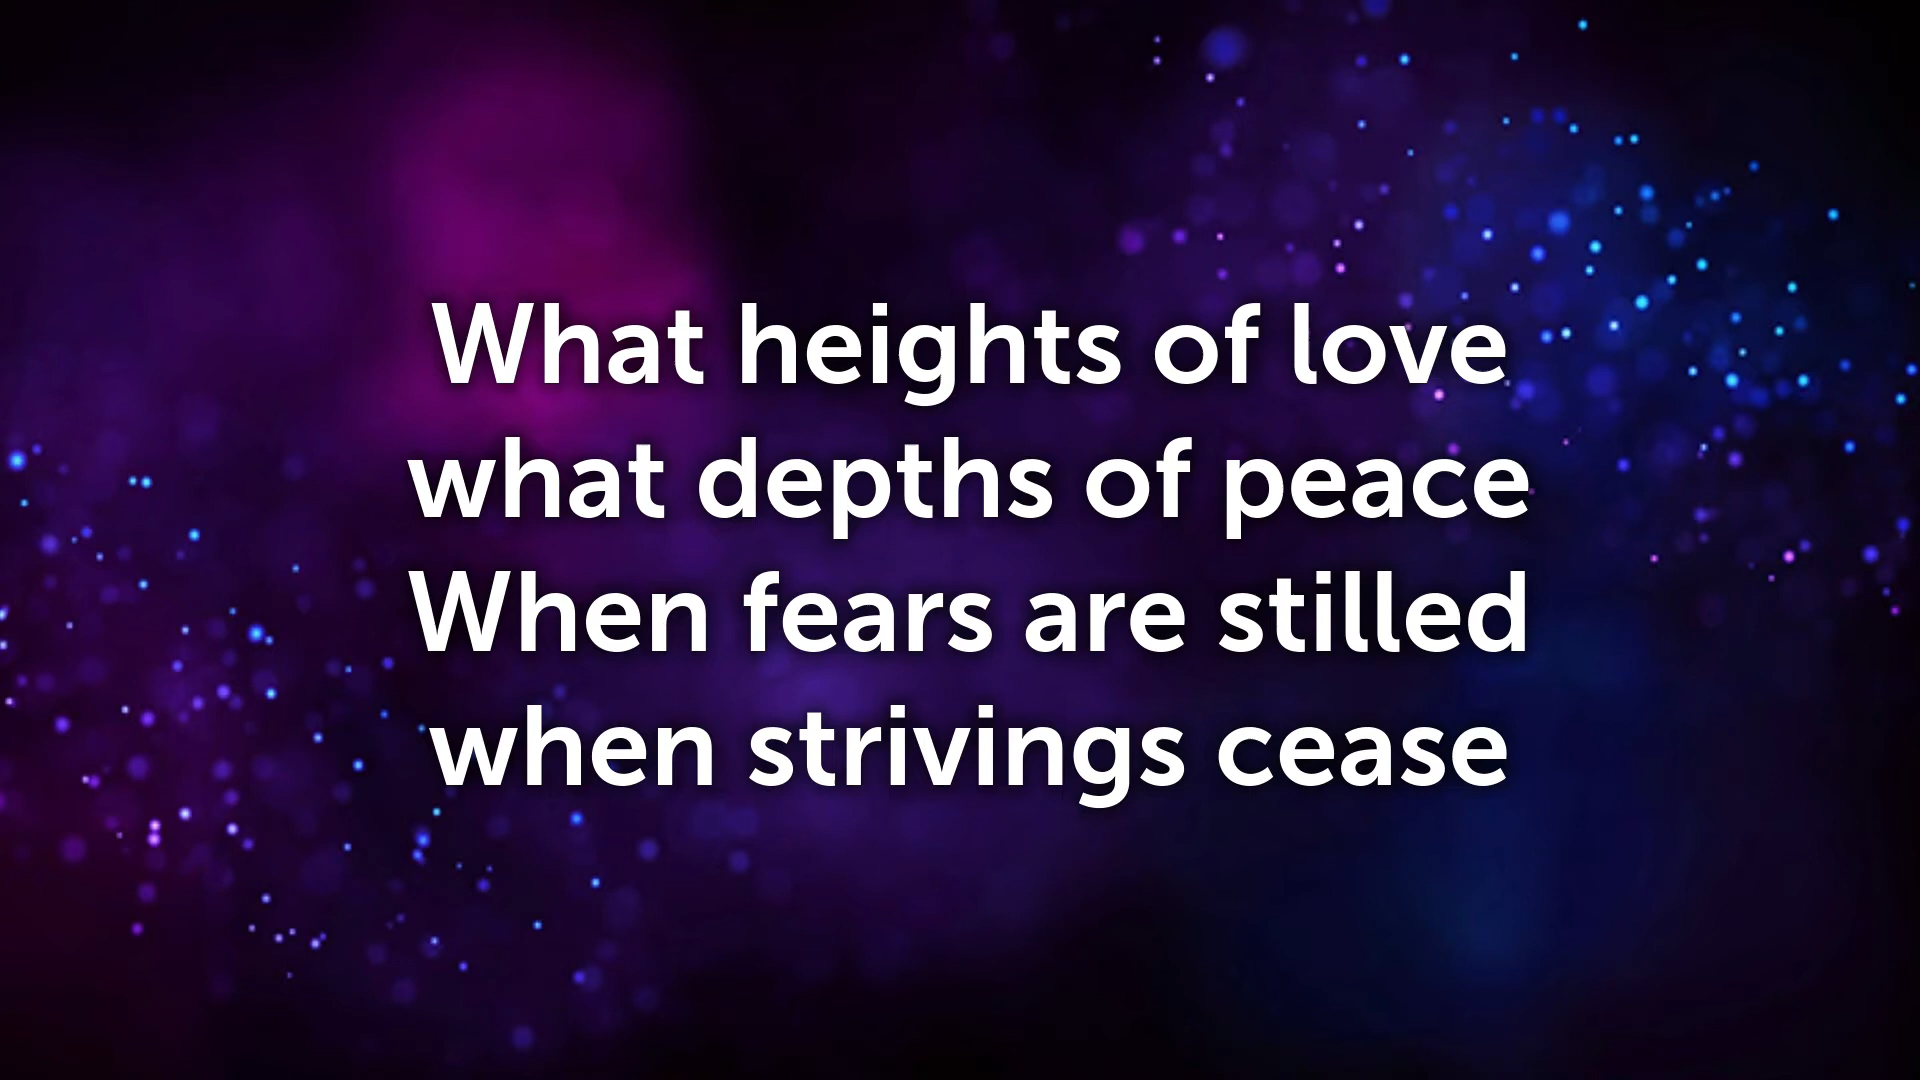 What heights of love
what depths of peace
When fears are stilled
when strivings cease